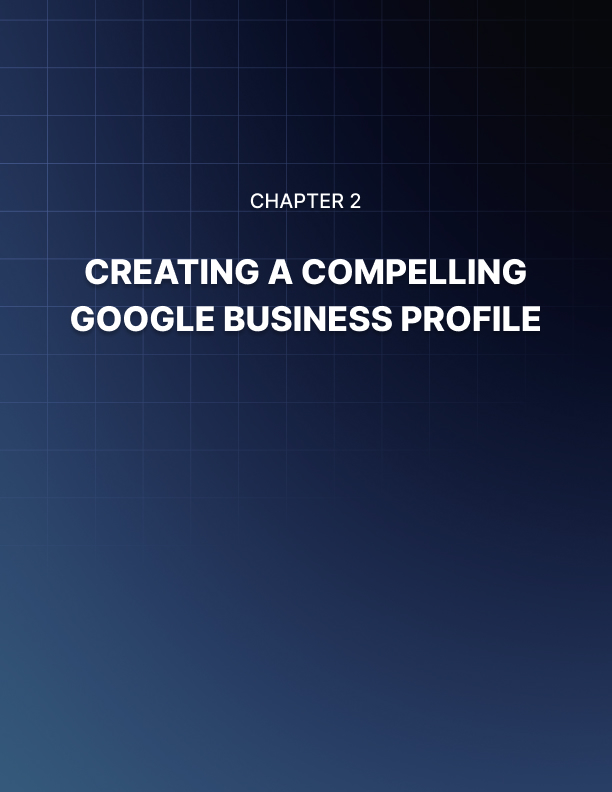 CHAPTER 2
CREATING A COMPELLING
GOOGLE BUSINESS PROFILE